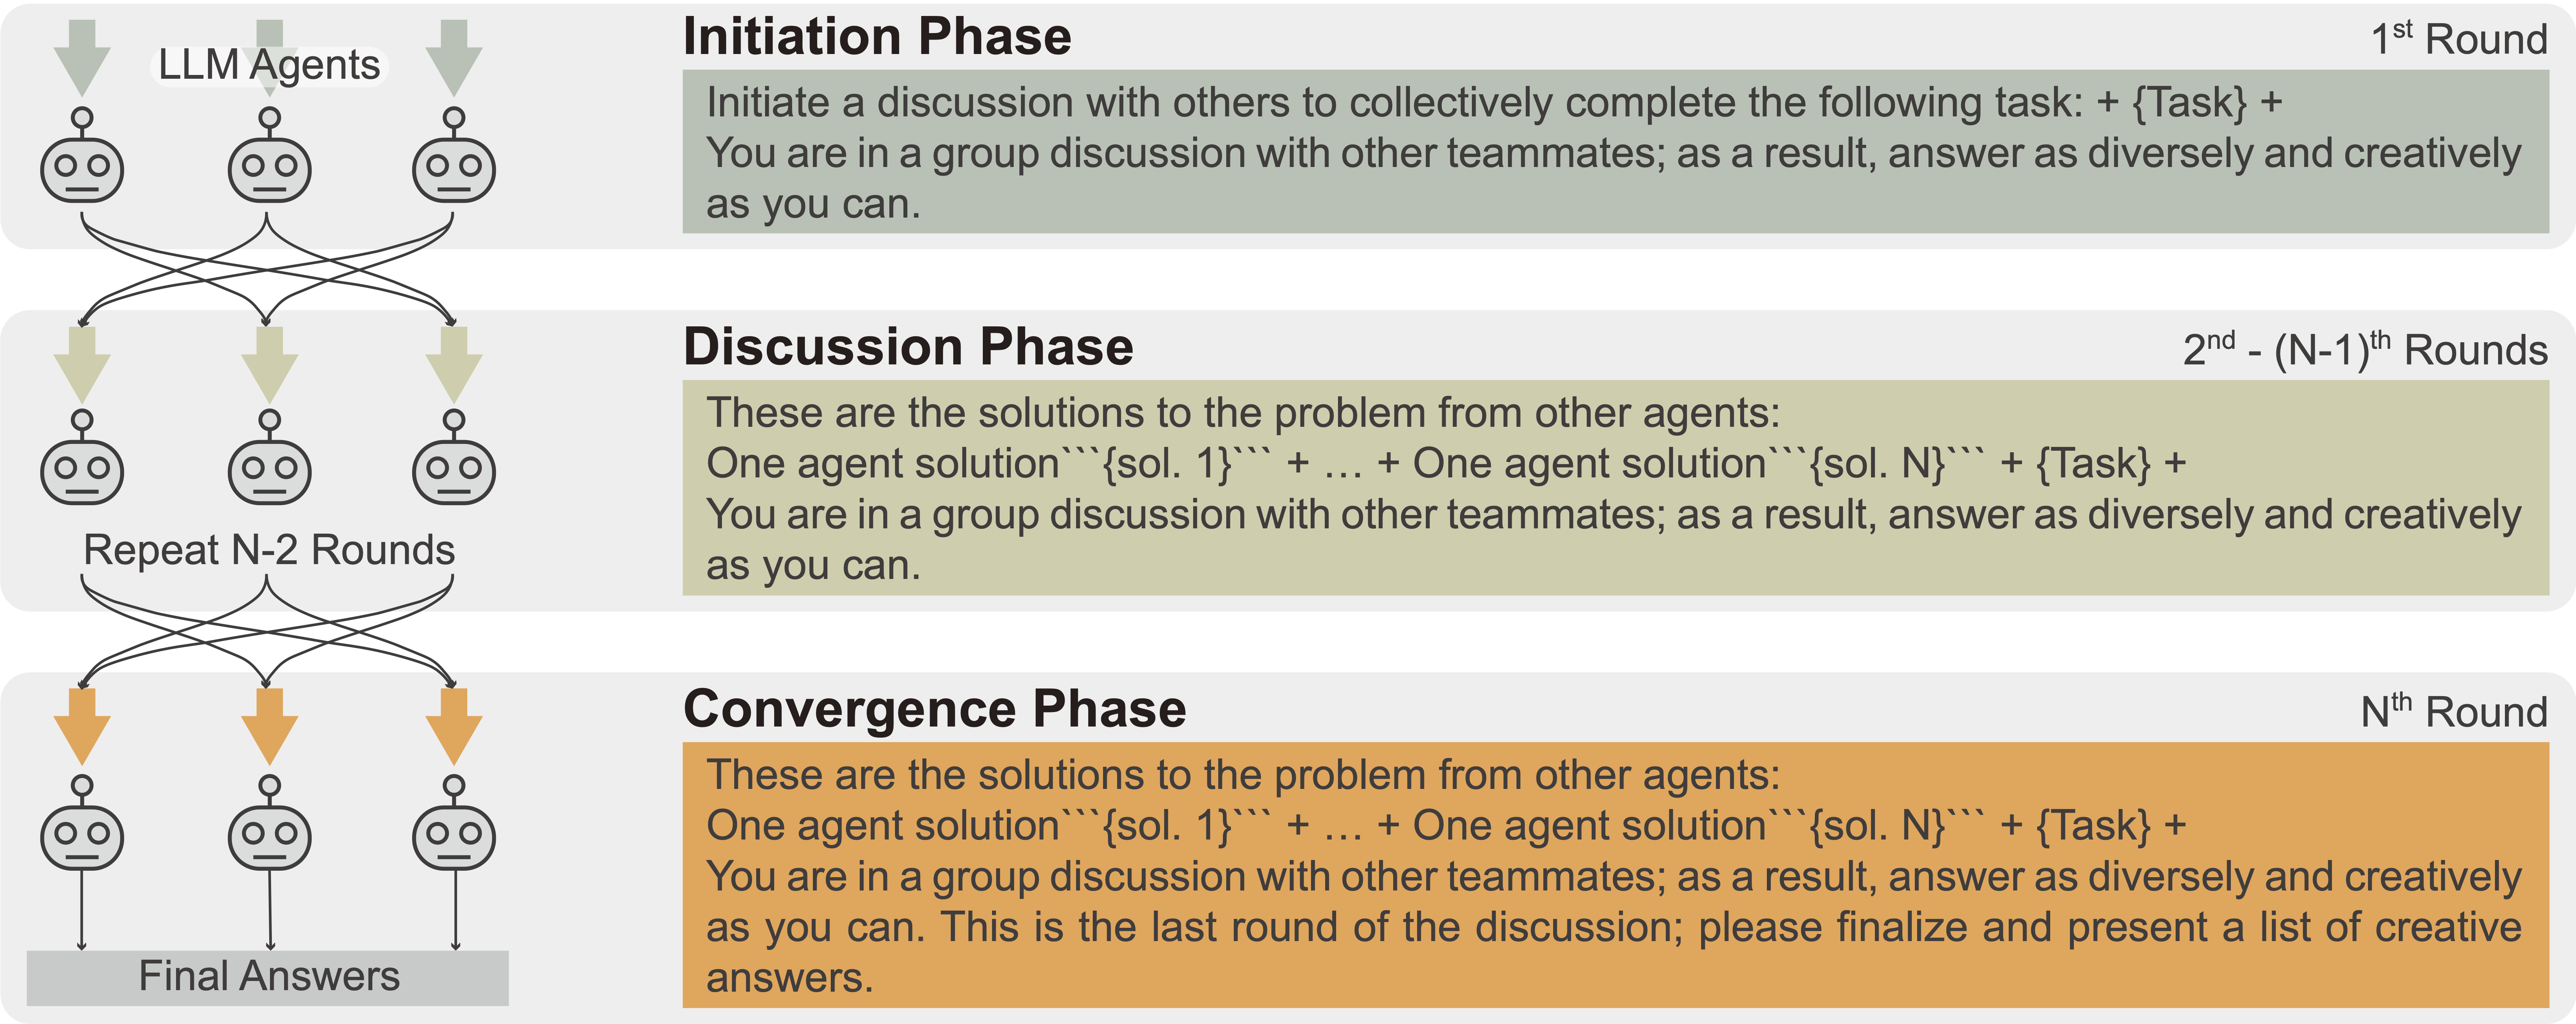 LLM Agents
Initiation Phase
1st Round
Initiate a discussion with others to collectively complete the following task: + {Task} +
You are in a group discussion with other teammates; as a result, answer as diversely and creatively
as you can.
Discussion Phase
2nd - (N-1)th Rounds
These are the solutions to the problem from other agents:
One agent solution```{sol. 1}``` + … + One agent solution```{sol. N}``` + {Task} +
You are in a group discussion with other teammates; as a result, answer as diversely and creatively
as you can.
Repeat N-2 Rounds
Convergence Phase
Nth Round
These are the solutions to the problem from other agents:
One agent solution```{sol. 1}``` + … + One agent solution```{sol. N}``` + {Task} +
You are in a group discussion with other teammates; as a result, answer as diversely and creatively
as you can. This is the last round of the discussion; please finalize and present a list of creative
answers.
Final Answers